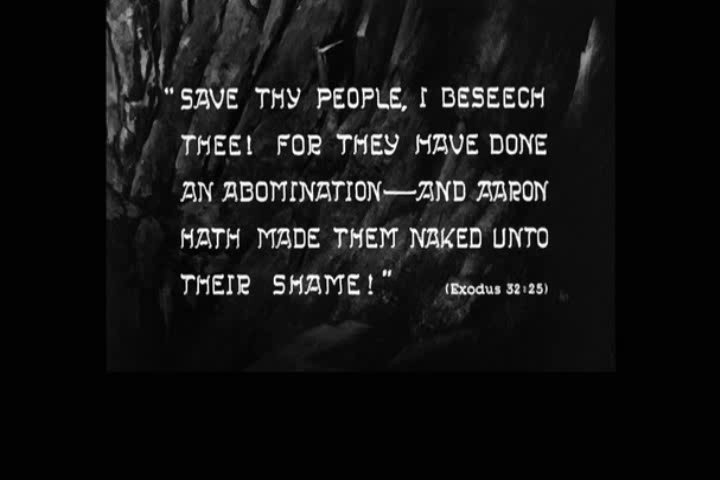 "SAVE THY PEOPLE, I BESEECH
THEE! FOR THEY HAVE DONE
AN ABOMINATION—AND AARON
HATH MADE THEM NAKED UNTO
THEIR SHAME!" (Exodus 32:25)